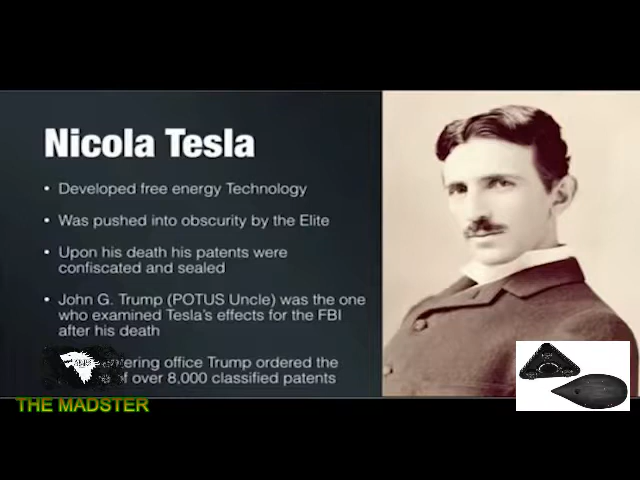 Nicola Tesla
• Developed free energy Technology
• Was pushed into obscurity by the Elite
• Upon his death his patents were
confiscated and sealed
• John G. Trump (POTUS Uncle) was the one
who examined Tesla's effects for the FBI
after his death
office Trump ordered the
of over 8,000 classified patents
THE MADSTER